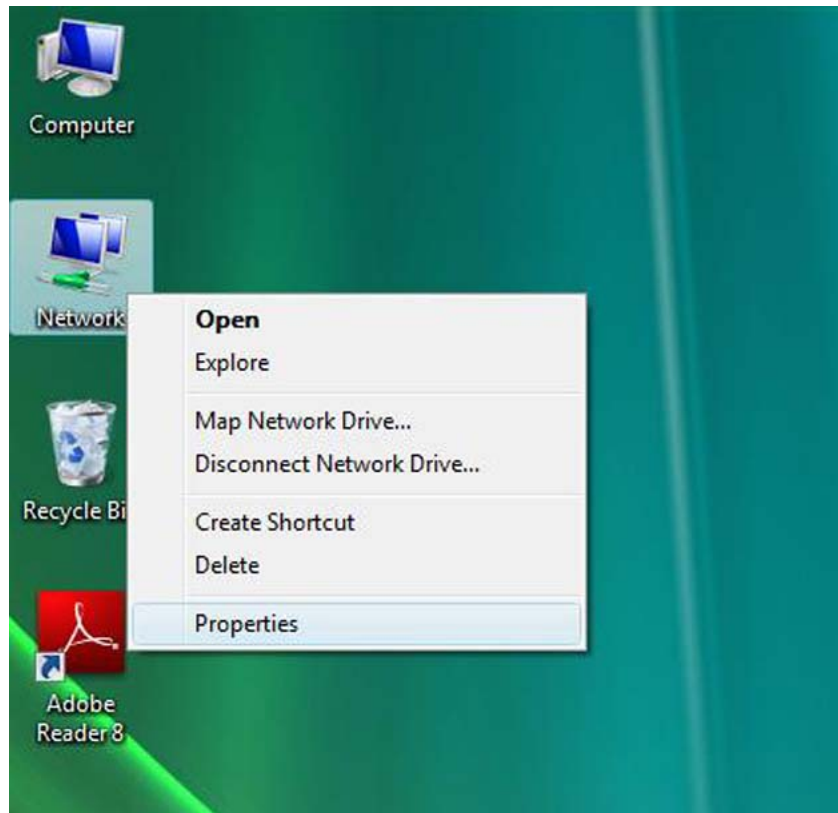 Computer
Network
Open
Explore
Map Network Drive...
Disconnect Network Drive...
Create Shortcut
Delete
Properties
Recycle Bi
Adobe
Reader 8